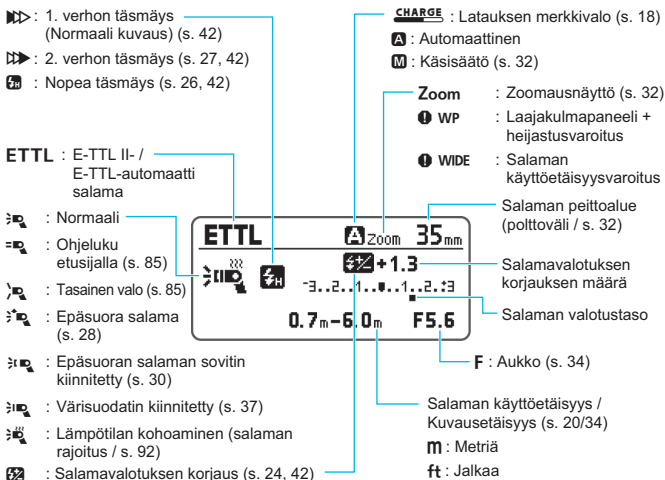 : 1. verhon täsmäys
(Normaali kuvaus) (s. 42)
: 2. verhon täsmäys (s. 27, 42)
: Nopea täsmäys (s. 26, 42)
ETTL : E-TTL II- /
E-TTL-automaatti
salama
: Normaali
: Ohjeluku
etusijalla (s. 85)
: Tasainen valo (s. 85)
: Epäsuora salama
(s. 28)
: Epäsuoran salaman sovitin
kiinnitetty (s. 30)
: Värisuodatin kiinnitetty (s. 37)
: Lämpötilan kohoaminen (salaman
rajoitus / s. 92)
: Salamavalotuksen korjaus (s. 24, 42)
CHARGE : Latauksen merkkivalo (s. 18)
A : Automaattinen
M : Käsisäätö (s. 32)
Zoom : Zoomausnäyttö (s. 32)
WP : Laajakulmapaneeli +
heijastusvaroitus
WIDE : Salaman
käyttöetäisyysvaroitus
Salaman peittoalue
(polttoväli / s. 32)
Salamavalotuksen
korjauksen määrä
Salaman valotustaso
F : Aukko (s. 34)
Salaman käyttöetäisyys /
Kuvausetäisyys (s. 20/34)
m : Metriä
ft : Jalkaa
ETTL A Zoom 35mm
H +1.3
-3..2..1..0..1..2.+3
0.7m-6.0m F5.6